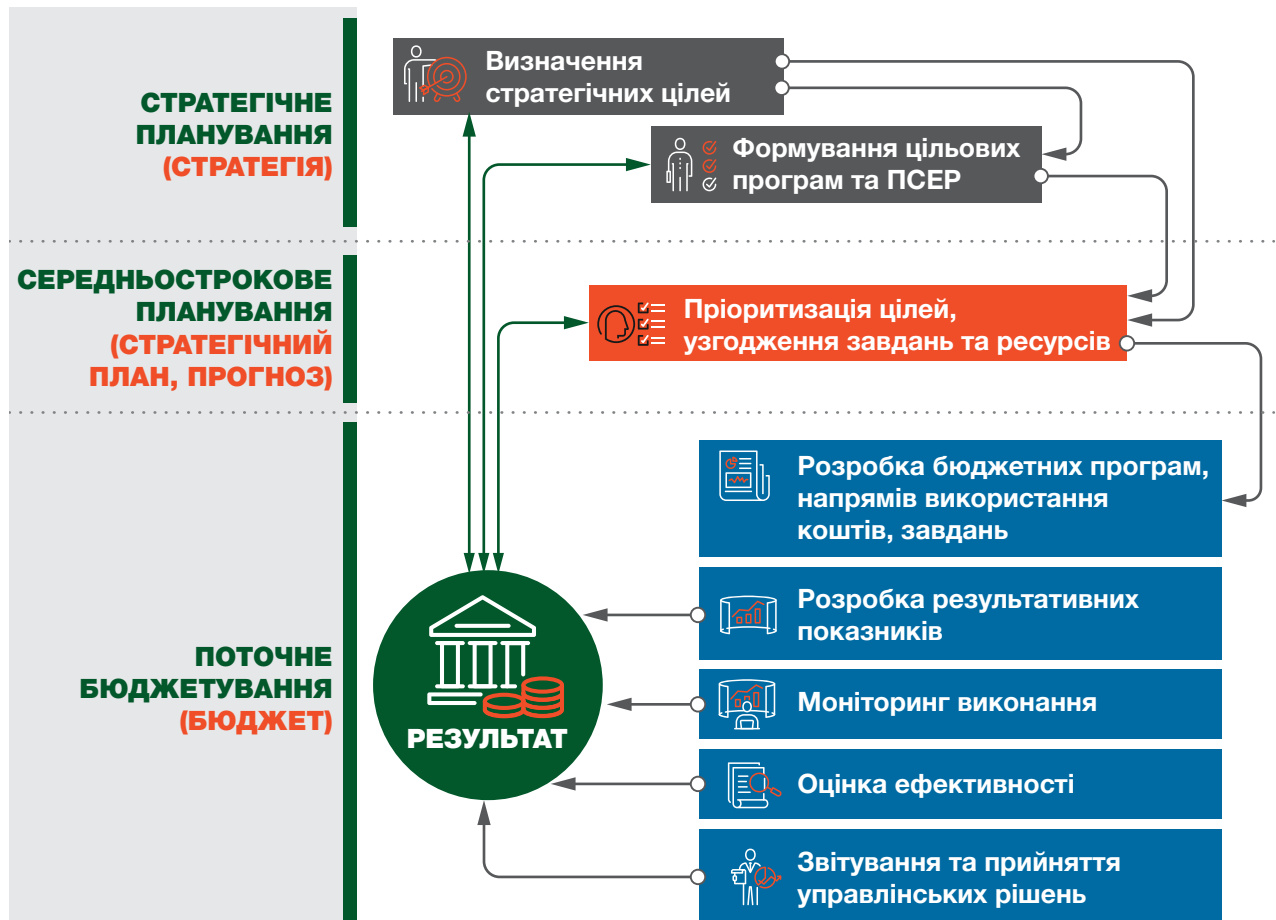 СТРАТЕГІЧНЕ
ПЛАНУВАННЯ
(СТРАТЕГІЯ)
Визначення
стратегічних цілей
Формування цільових
програм та ПСЕР
СЕРЕДНЬОСТРОКОВЕ
ПЛАНУВАННЯ
(СТРАТЕГІЧНИЙ
ПЛАН, ПРОГНОЗ)
Пріоритизація цілей,
узгодження завдань та ресурсів
ПОТОЧНЕ
БЮДЖЕТУВАННЯ
(БЮДЖЕТ)
РЕЗУЛЬТАТ
Розробка бюджетних програм,
напрямів використання
коштів, завдань
Розробка результативних
показників
Моніторинг виконання
Оцінка ефективності
Звітування та прийняття
управлінських рішень